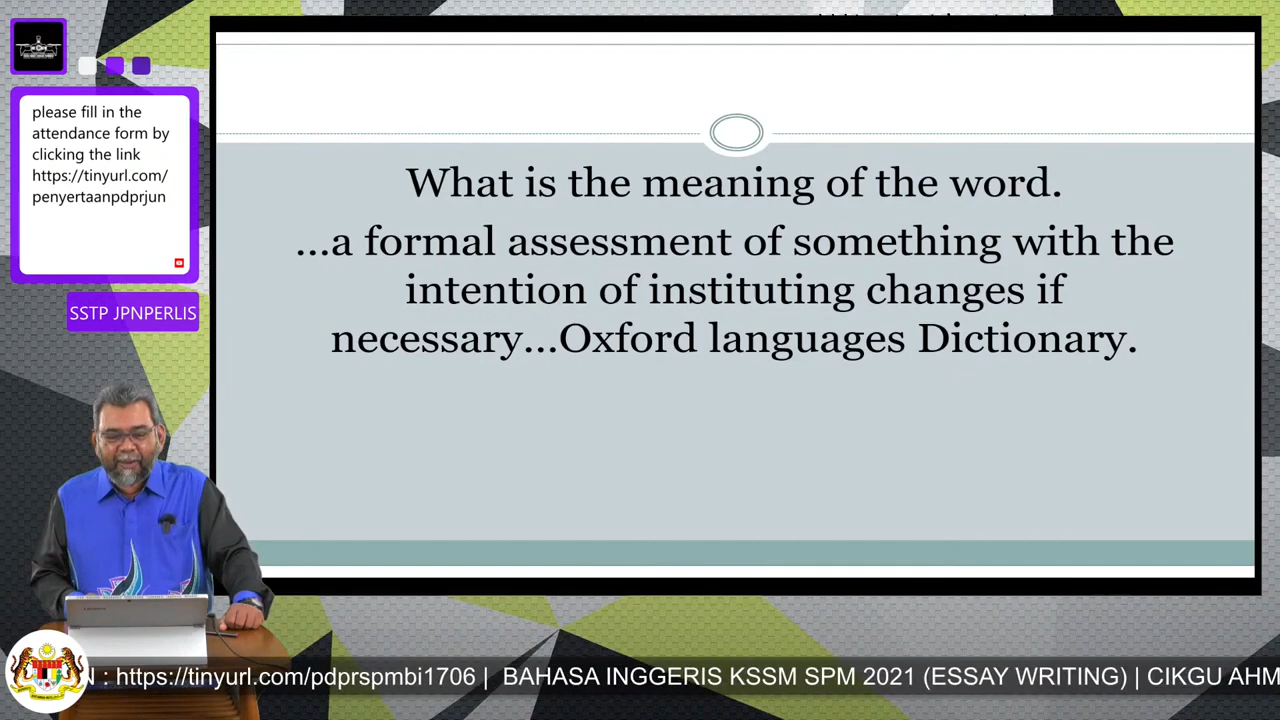 please fill in the
attendance form by
clicking the link
https://tinyurl.com/
penyertaanpdprjun
SSTP JPNPERLIS
What is the meaning of the word.
...a formal assessment of something with the
intention of instituting changes if
necessary...Oxford languages Dictionary.
N : https://tinyurl.com/pdprspmbi1706 | BAHASA INGGERIS KSSM SPM 2021 (ESSAY WRITING) | CIKGU AHM